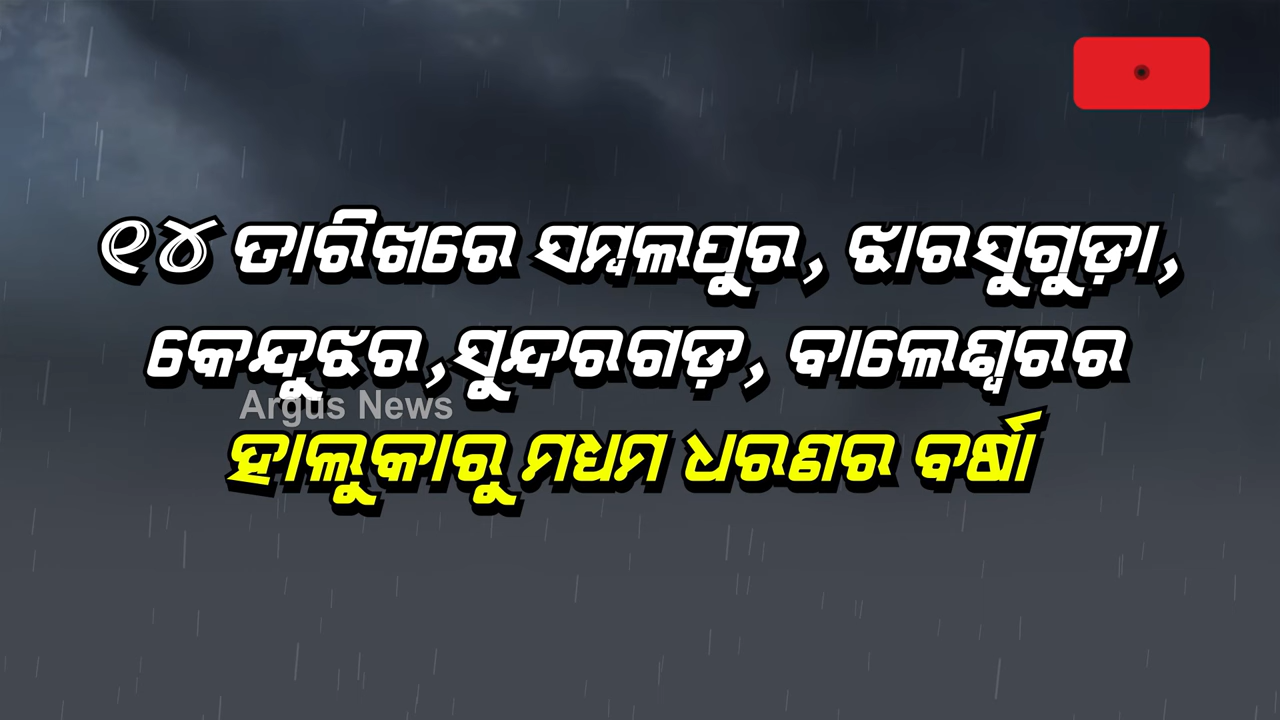 ୧୪ ତାରିଖରେ ସମ୍ବଲପୁର, ଝାରସୁଗୁଡ଼ା,
କେନ୍ଦୁଝର,ସୁନ୍ଦରଗଡ଼, ବାଲେଶ୍ୱରର
Argus News
ହାଲୁକାରୁ ମଧ୍ୟମ ଧରଣର ବର୍ଷା